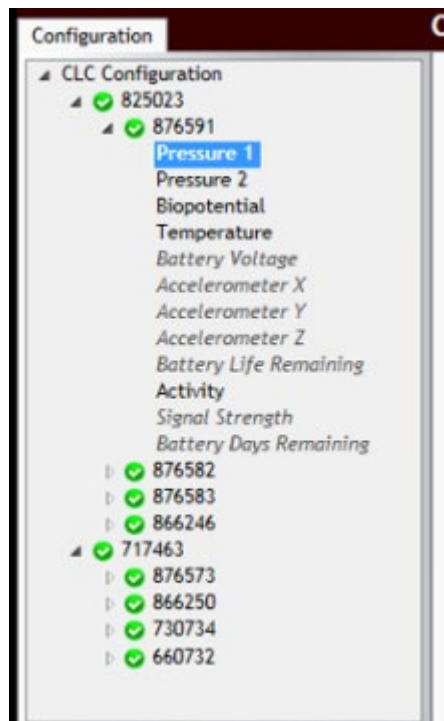 Configuration
CLC Configuration
825023
876591
Pressure 1
Pressure 2
Biopotential
Temperature
Battery Voltage
Accelerometer X
Accelerometer Y
Accelerometer Z
Battery Life Remaining
Activity
Signal Strength
Battery Days Remaining
876582
876583
866246
717463
876573
866250
730734
660732